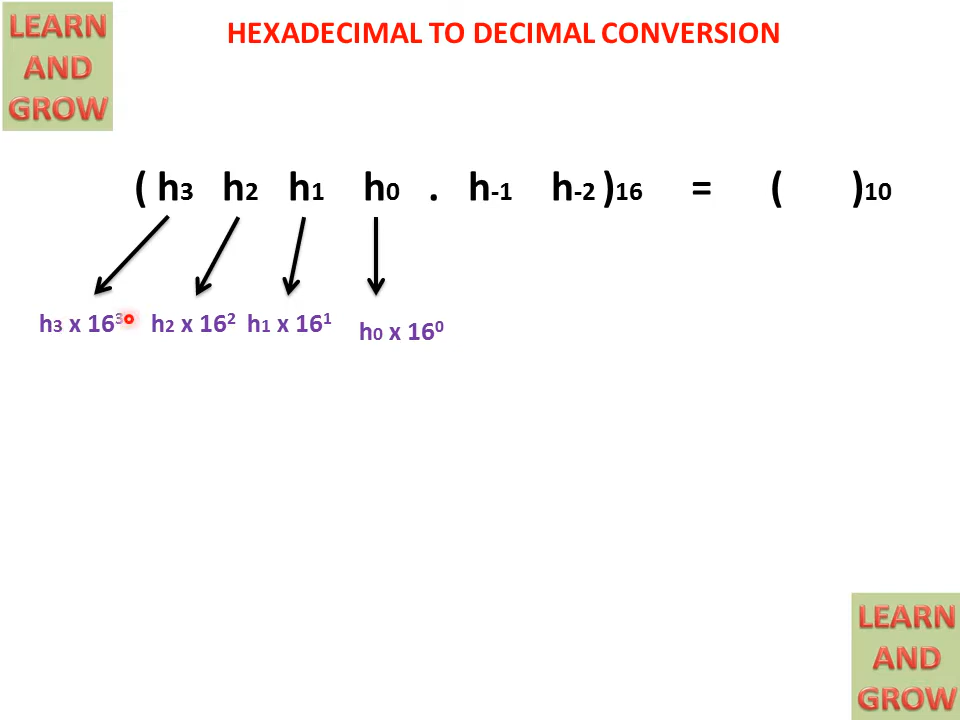 LEARN
AND
GROW
HEXADECIMAL TO DECIMAL CONVERSION
( h3 h2 h1 h0 . h-1 h-2 )16 = ( )10
h3 x 16³ h2 x 16² h1 x 16¹ h0 x 16⁰
LEARN
AND
GROW